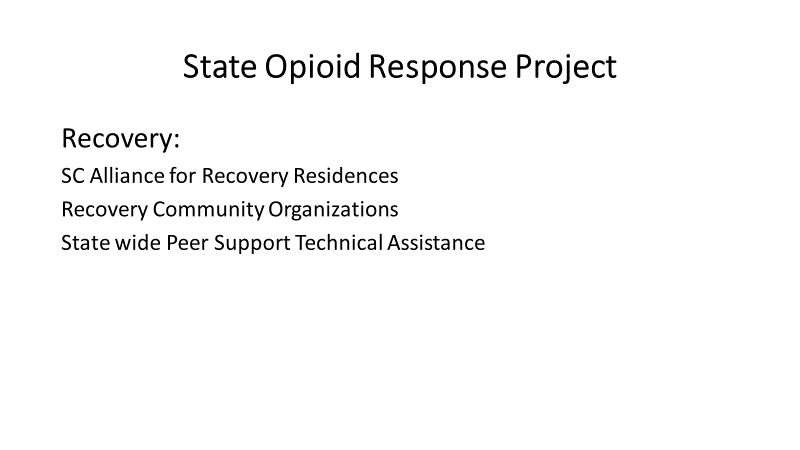 State Opioid Response Project
Recovery:
SC Alliance for Recovery Residences
Recovery Community Organizations
State wide Peer Support Technical Assistance